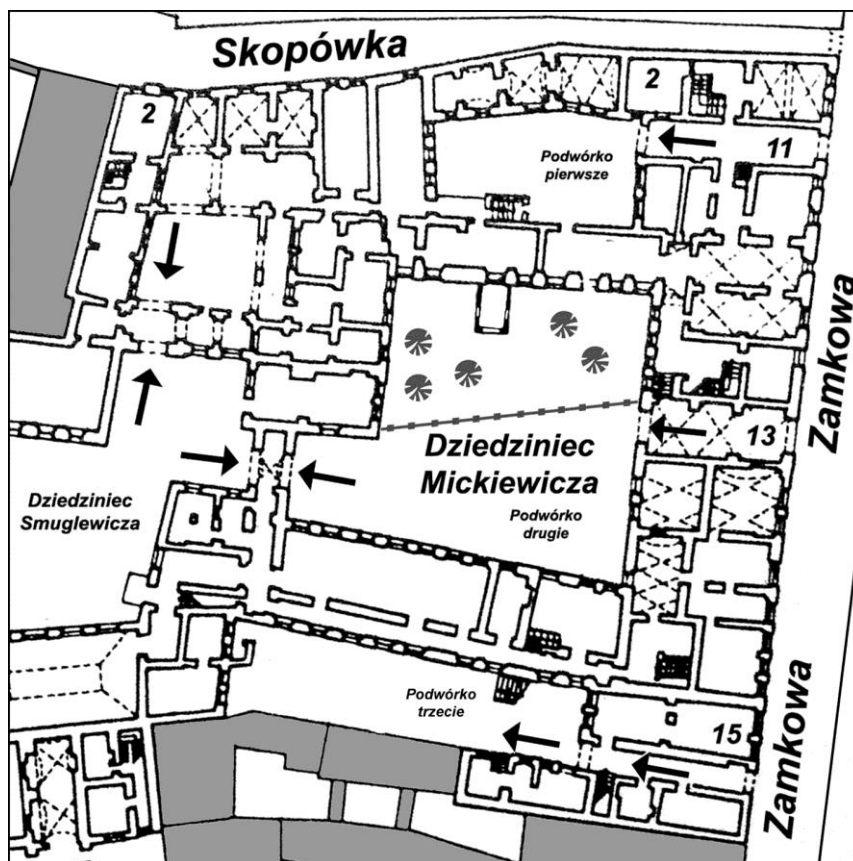 Skopówka
2
2
11
Podwórko
pierwsze
Zamkowa
13
Dziedziniec
Mickiewicza
Podwórko
drugie
Dziedziniec
Smuglewicza
Podwórko
trzecie
15
Zamkowa